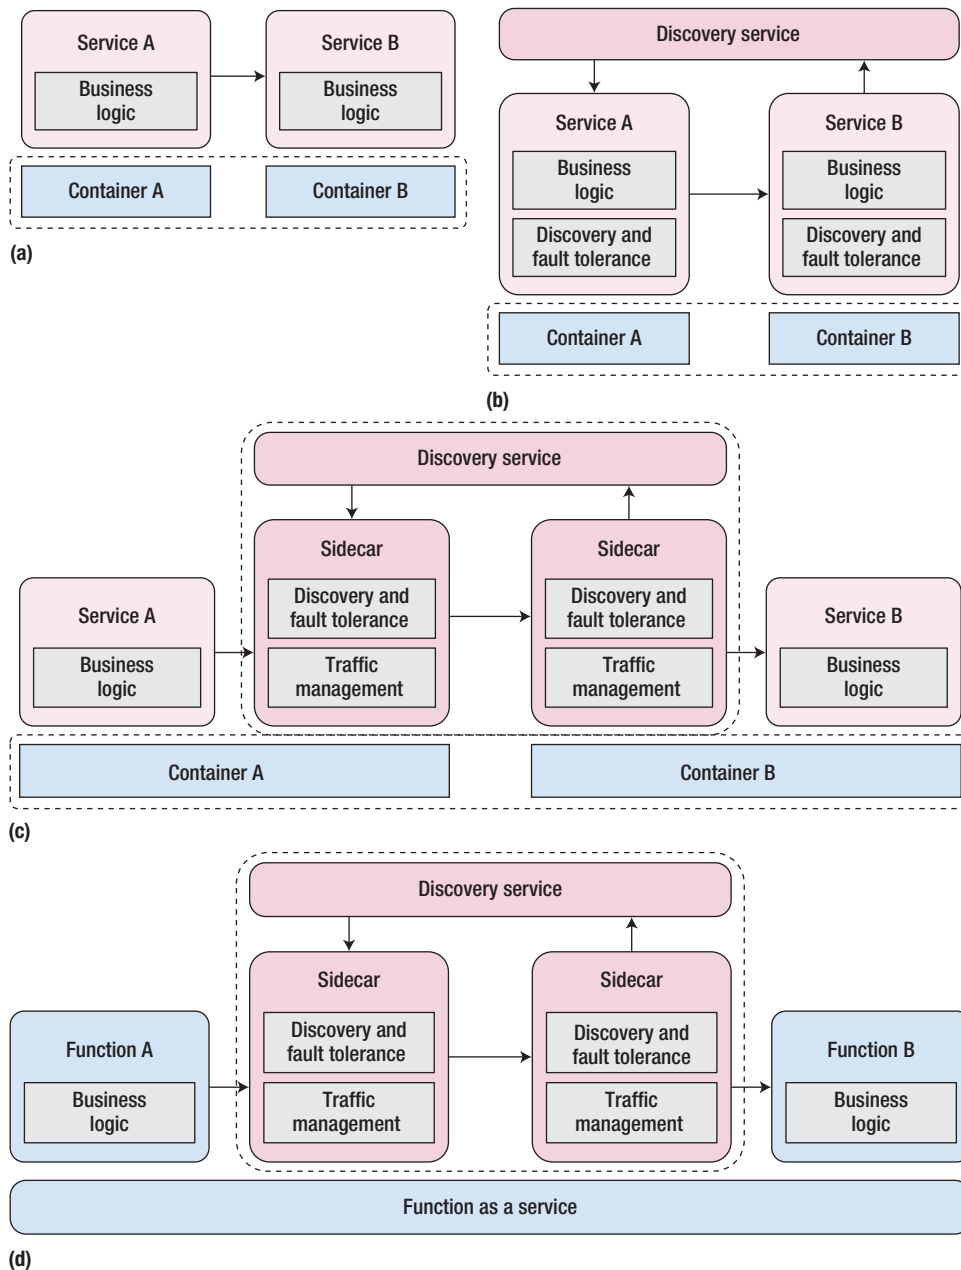 Service A
Business
logic
Service B
Business
logic
Container A
Container B
(a)
Discovery service
Service A
Business
logic
Discovery and
fault tolerance
Service B
Business
logic
Discovery and
fault tolerance
Container A
Container B
(b)
Discovery service
Service A
Business
logic
Sidecar
Discovery and
fault tolerance
Traffic
management
Sidecar
Discovery and
fault tolerance
Traffic
management
Service B
Business
logic
Container A
Container B
(c)
Discovery service
Function A
Business
logic
Sidecar
Discovery and
fault tolerance
Traffic
management
Sidecar
Discovery and
fault tolerance
Traffic
management
Function B
Business
logic
Function as a service
(d)